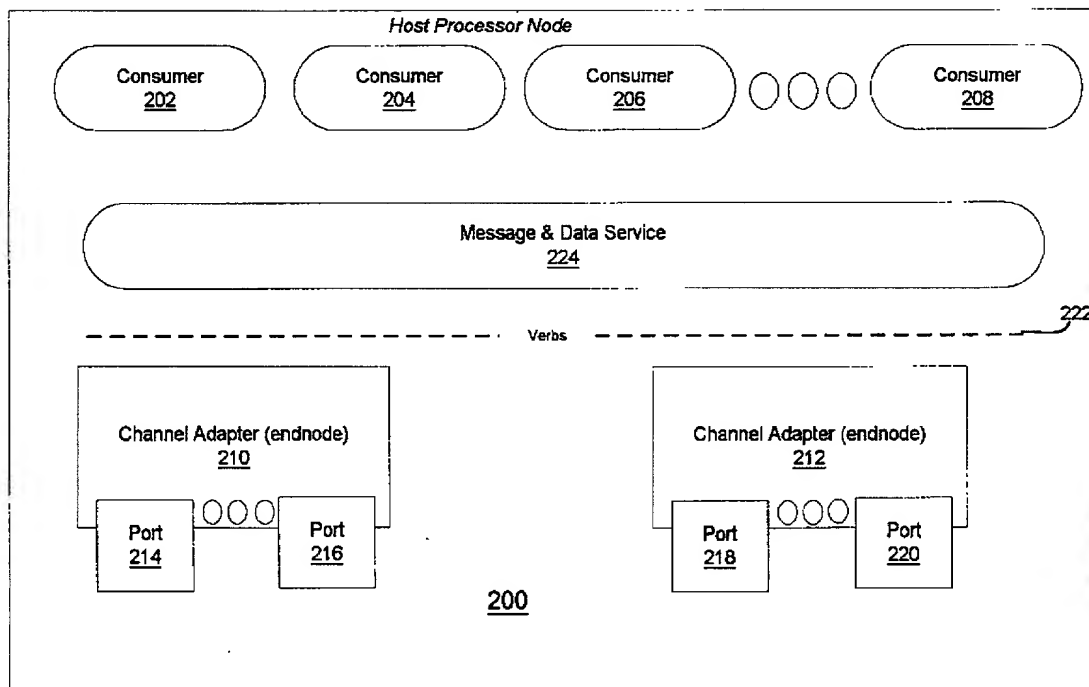 Host Processor Node
Consumer
202
Consumer
204
Consumer
206
Consumer
208
Message & Data Service
224
Verbs
222
Channel Adapter (endnode)
210
Channel Adapter (endnode)
212
Port
214
Port
216
Port
218
Port
220
200